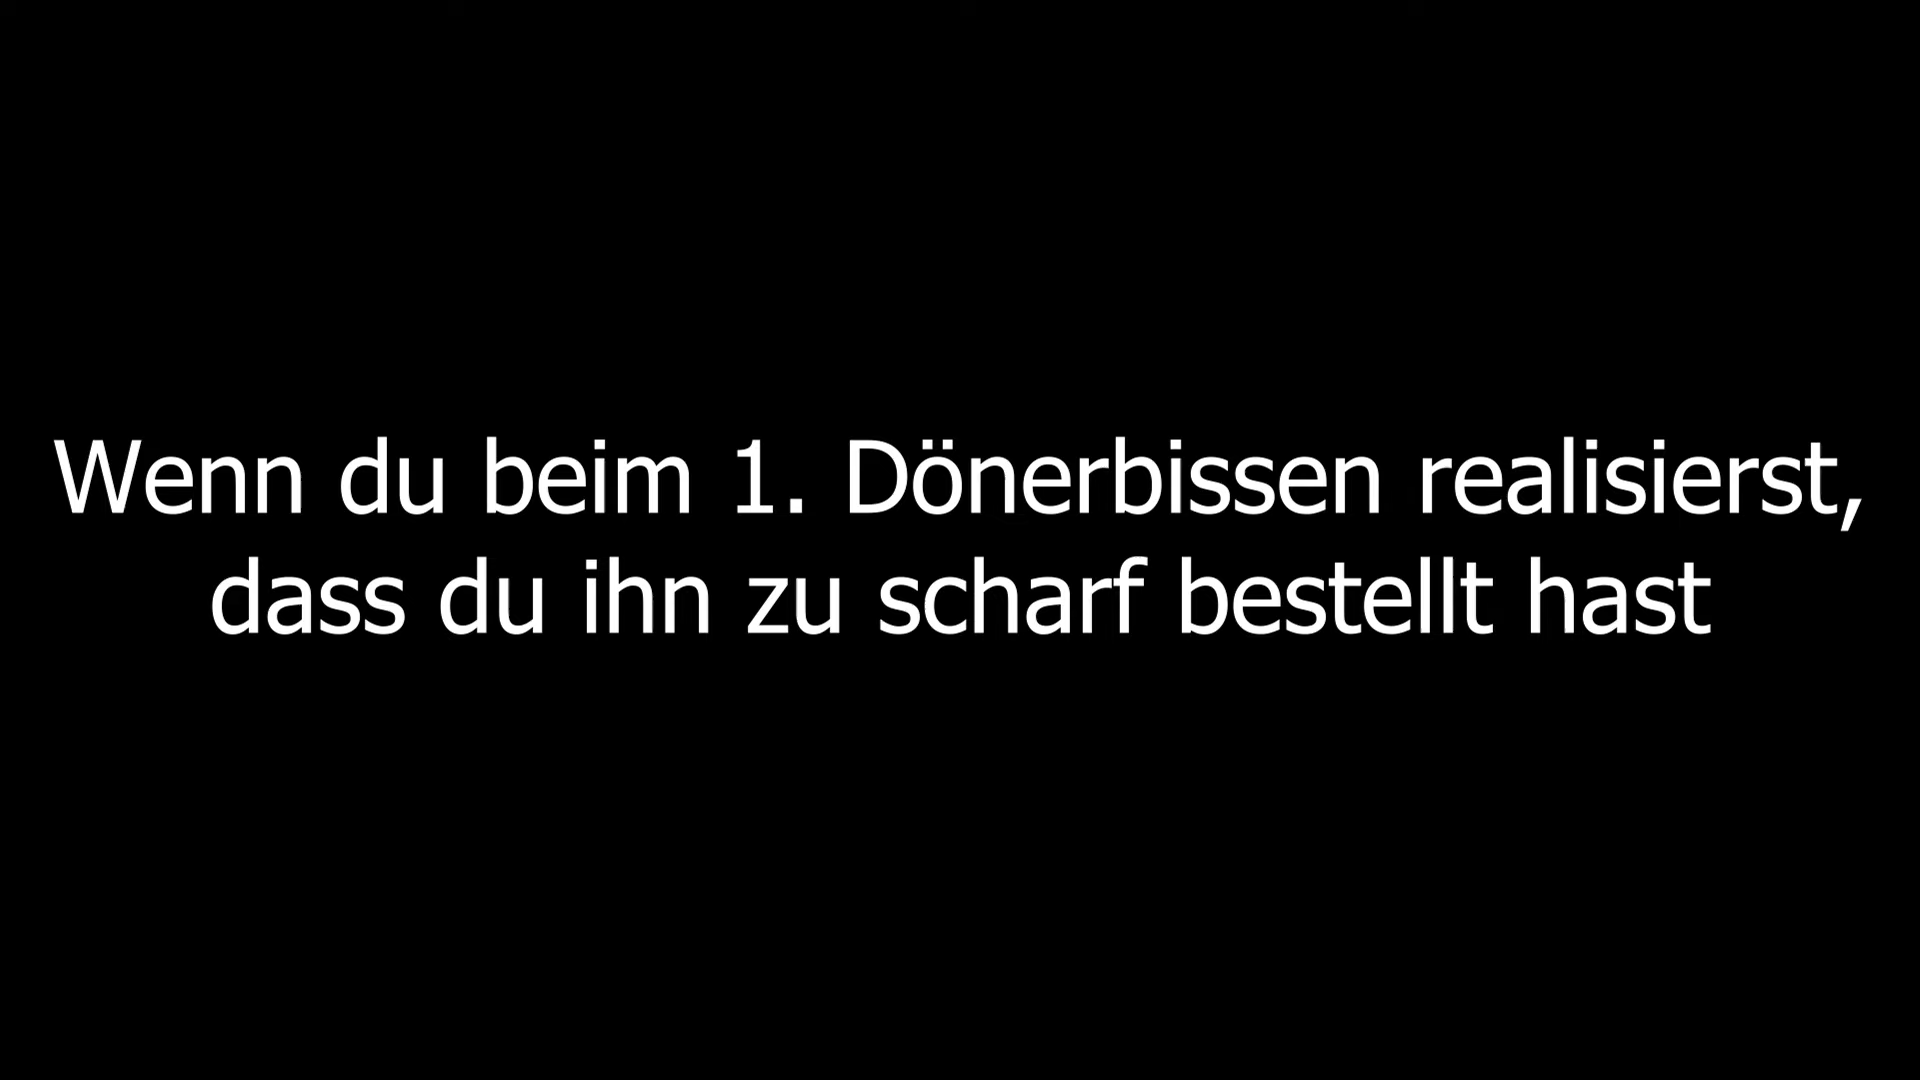 Wenn du beim 1. Dönerbissen realisierst,
dass du ihn zu scharf bestellt hast